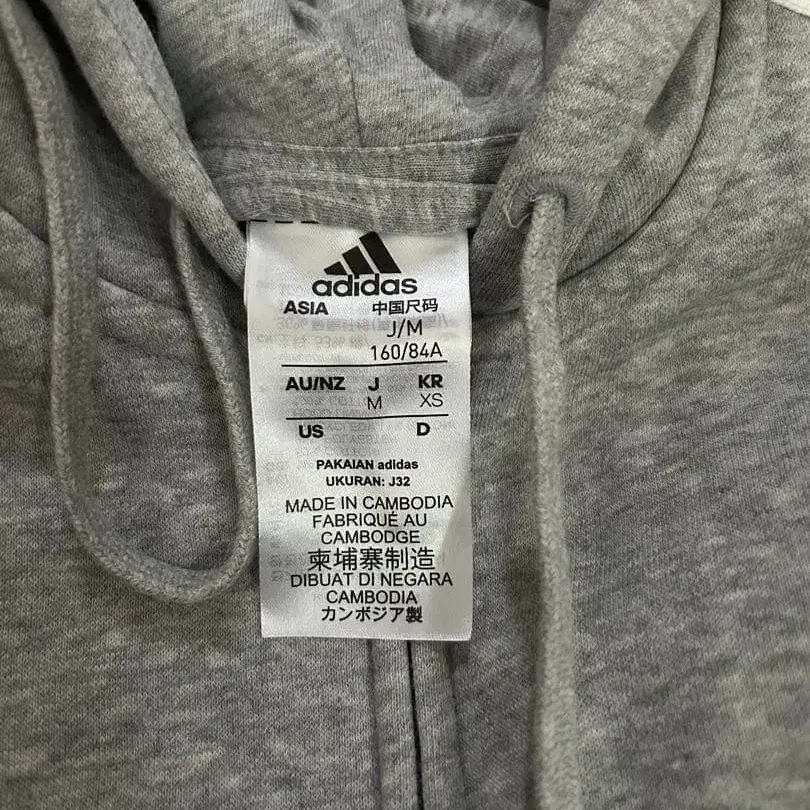 adidas
ASIA 中国尺码
J/M
160/84A
AU/NZ J KR
M XS
US D
PAKAIAN adidas
UKURAN: J32
MADE IN CAMBODIA
FABRIQUÉ AU
CAMBODGE
柬埔寨制造
DIBUAT DI NEGARA
CAMBODIA
カンボジア製